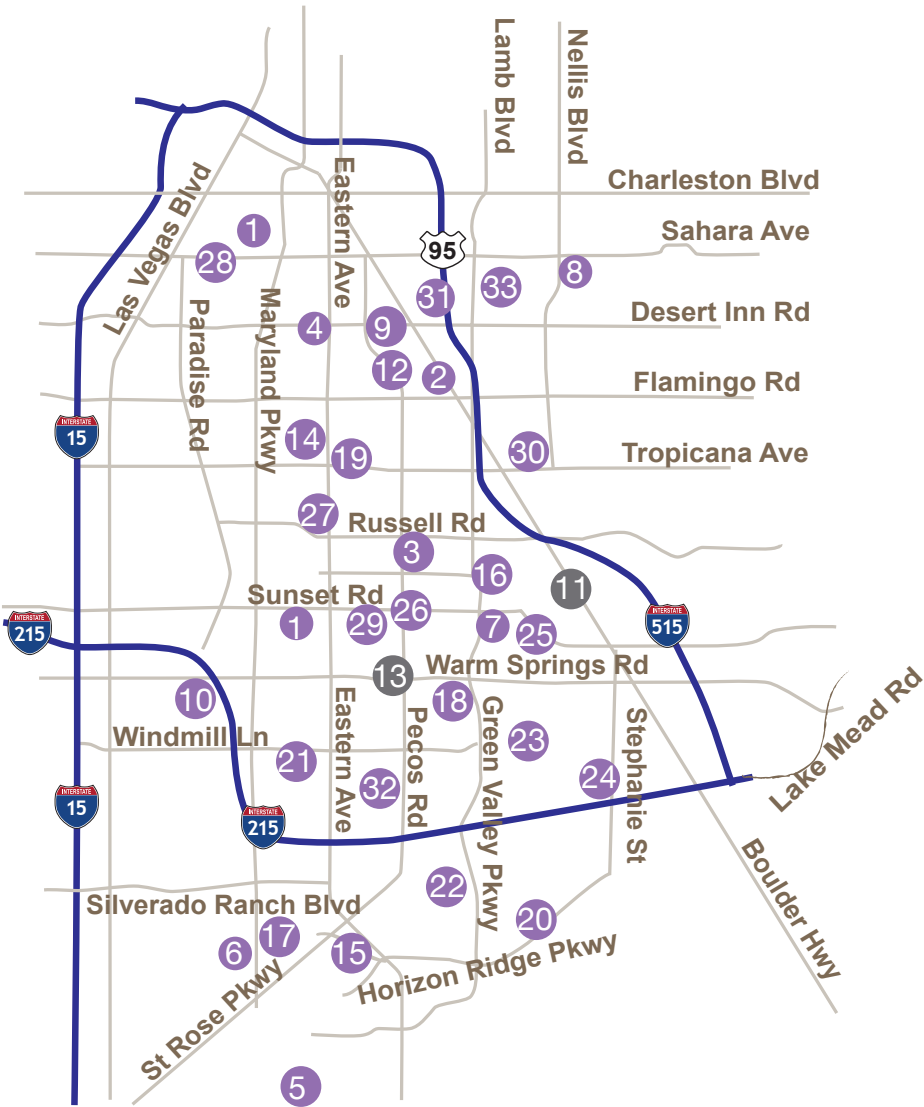 Lamb Blvd
Nellis Blvd
Las Vegas Blvd
Eastern Ave
Charleston Blvd
1
Sahara Ave
95
28
8
33
31
Paradise Rd
Maryland Pkwy
4
9
Desert Inn Rd
12
2
Flamingo Rd
INTERSTATE
15
14
19
30
Tropicana Ave
27
Russell Rd
3
16
11
Sunset Rd
26
INTERSTATE
215
1
29
7
25
INTERSTATE
515
13
Warm Springs Rd
10
18
Eastern Ave
Pecos Rd
Green Valley Pkwy
Stephanie St
Lake Mead Rd
Windmill Ln
23
21
32
24
INTERSTATE
15
INTERSTATE
215
22
Boulder Hwy
Silverado Ranch Blvd
20
17
6
15
Horizon Ridge Pkwy
St Rose Pkwy
5